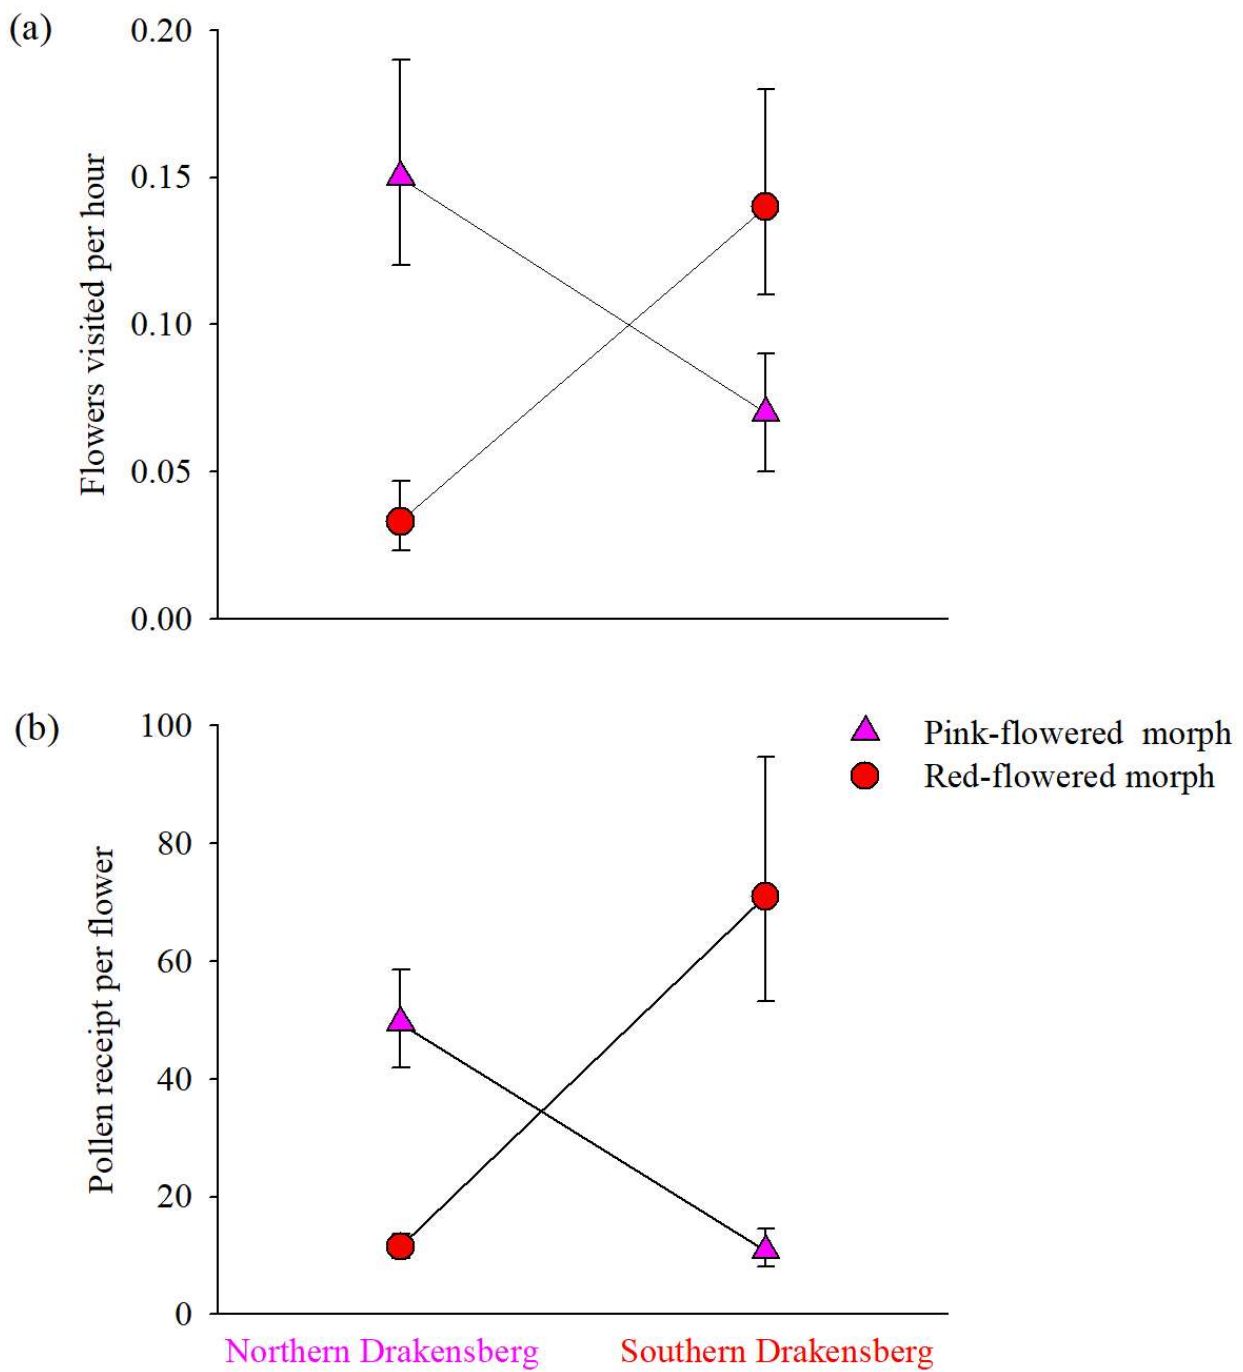 (a)
0.20
0.15
0.10
0.05
0.00
Flowers visited per hour
(b)
100
80
60
40
20
0
Pollen receipt per flower
Pink-flowered morph
Red-flowered morph
Northern Drakensberg
Southern Drakensberg